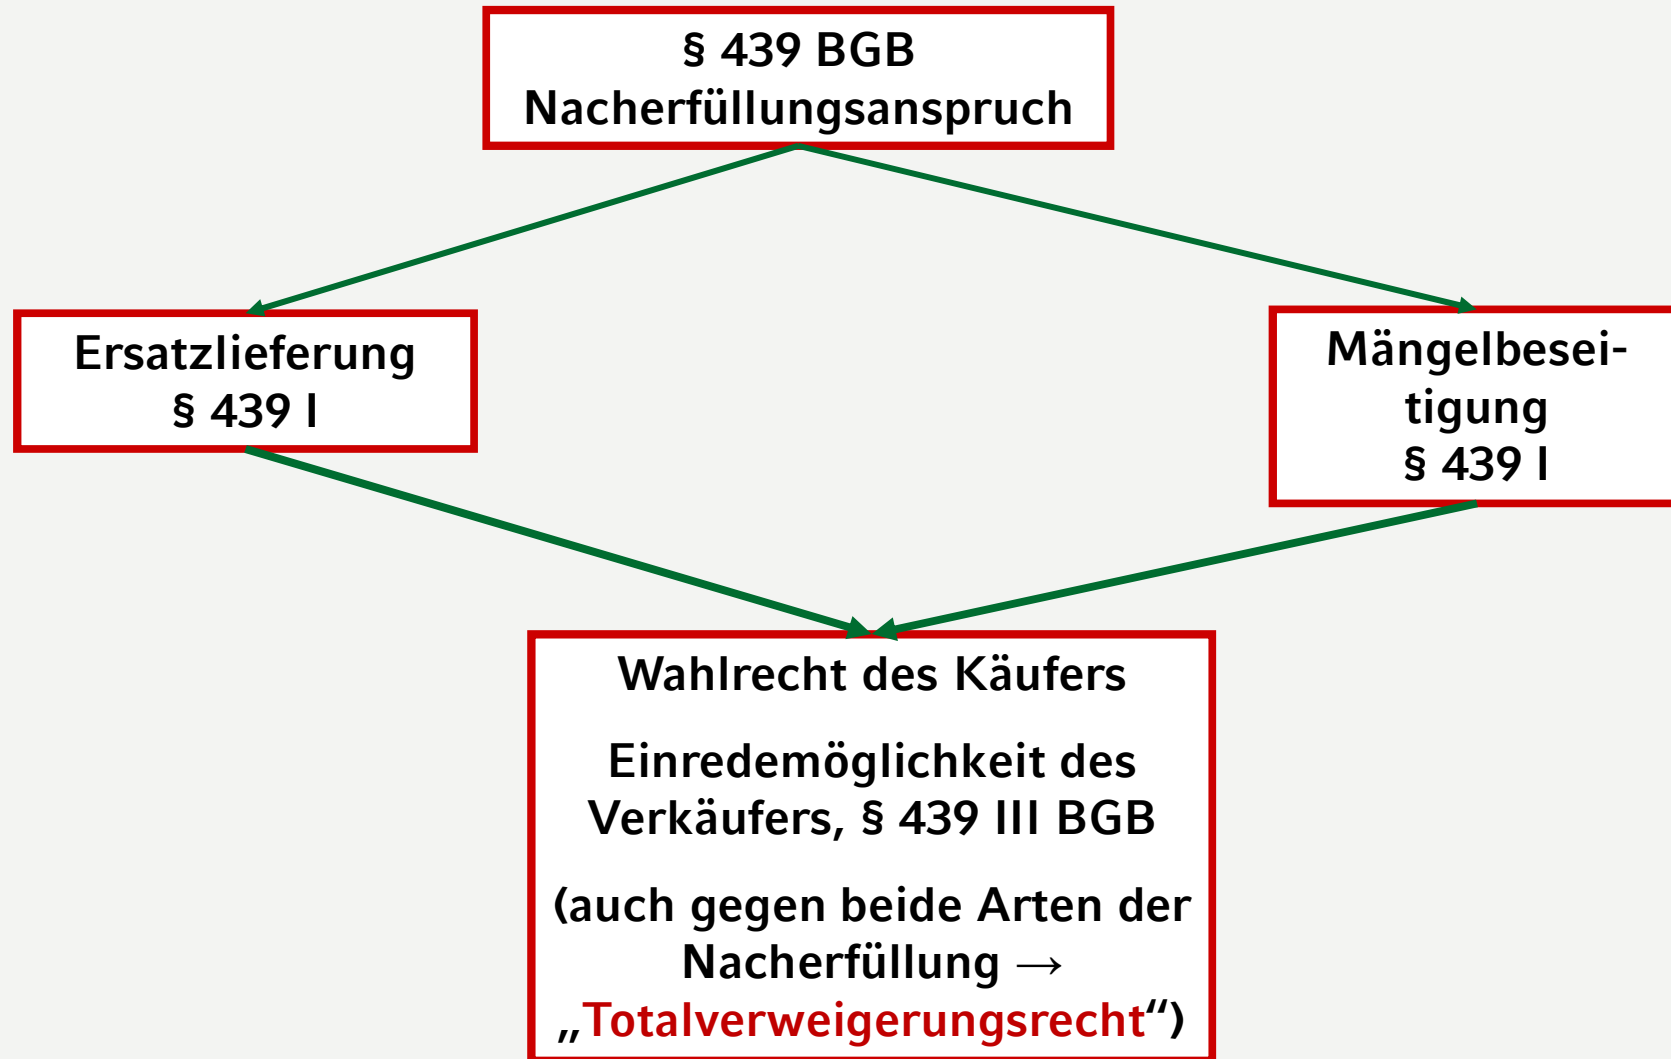 § 439 BGB
Nacherfüllungsanspruch
Ersatzlieferung
§ 439 I
Mängelbesei-
tigung
§ 439 I
Wahlrecht des Käufers
Einredemöglichkeit des
Verkäufers, § 439 III BGB
(auch gegen beide Arten der
Nacherfüllung →
„Totalverweigerungsrecht“)